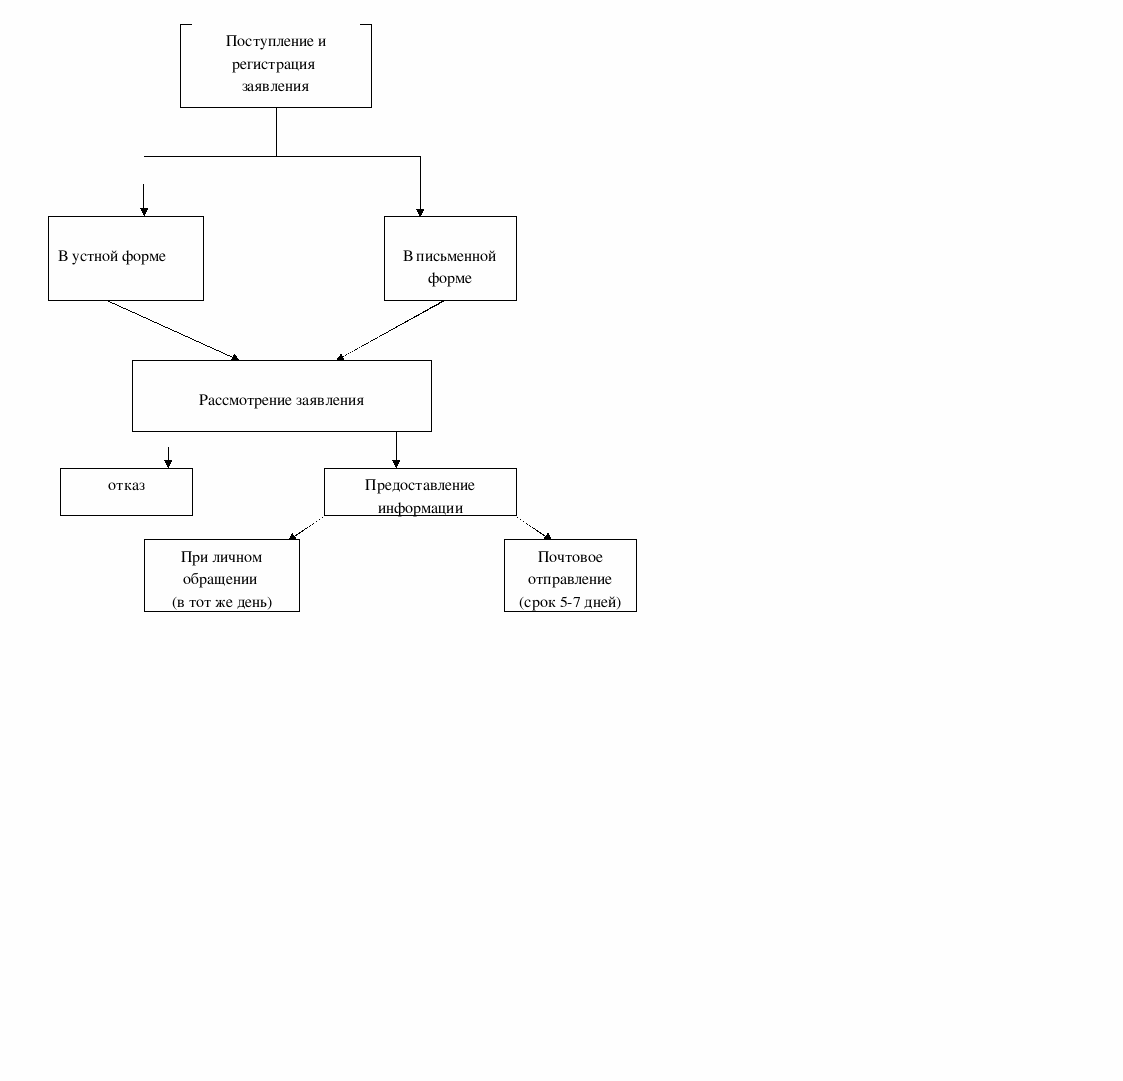 Поступление и
регистрация
заявления
В устной форме
В письменной
форме
Рассмотрение заявления
отказ
Предоставление
информации
При личном
обращении
(в тот же день)
Почтовое
отправление
(срок 5-7 дней)